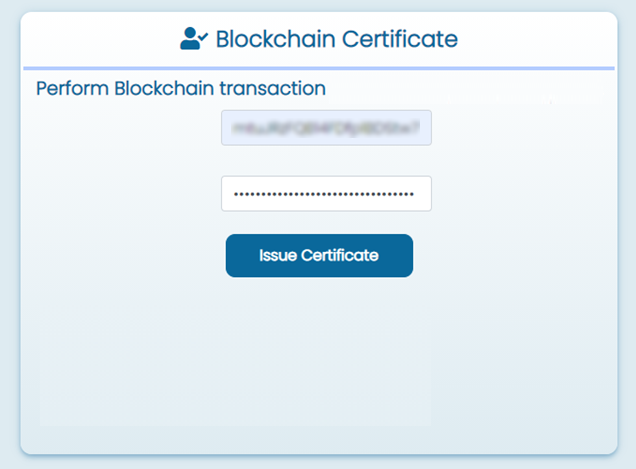 Blockchain Certificate
Perform Blockchain transaction
Issue Certificate